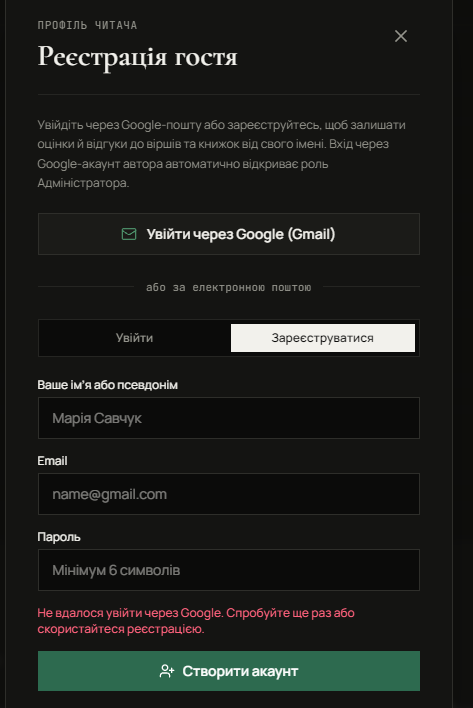 ПРОФІЛЬ ЧИТАЧА
Реєстрація гостя
Увійдіть через Google-пошту або зареєструйтесь, щоб залишати
оцінки й відгуки до віршів та книжок від свого імені. Вхід через
Google-акаунт автора автоматично відкриває роль
Адміністратора.
Увійти через Google (Gmail)
або за електронною поштою
Увійти
Зареєструватися
Ваше ім'я або псевдонім
Марія Савчук
Email
name@gmail.com
Пароль
Мінімум 6 символів
Не вдалося увійти через Google. Спробуйте ще раз або
скористайтеся реєстрацією.
Створити акаунт